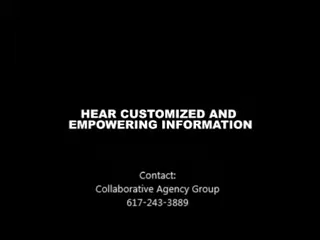 HEAR CUSTOMIZED AND
EMPOWERING INFORMATION
Contact:
Collaborative Agency Group
617-243-3889